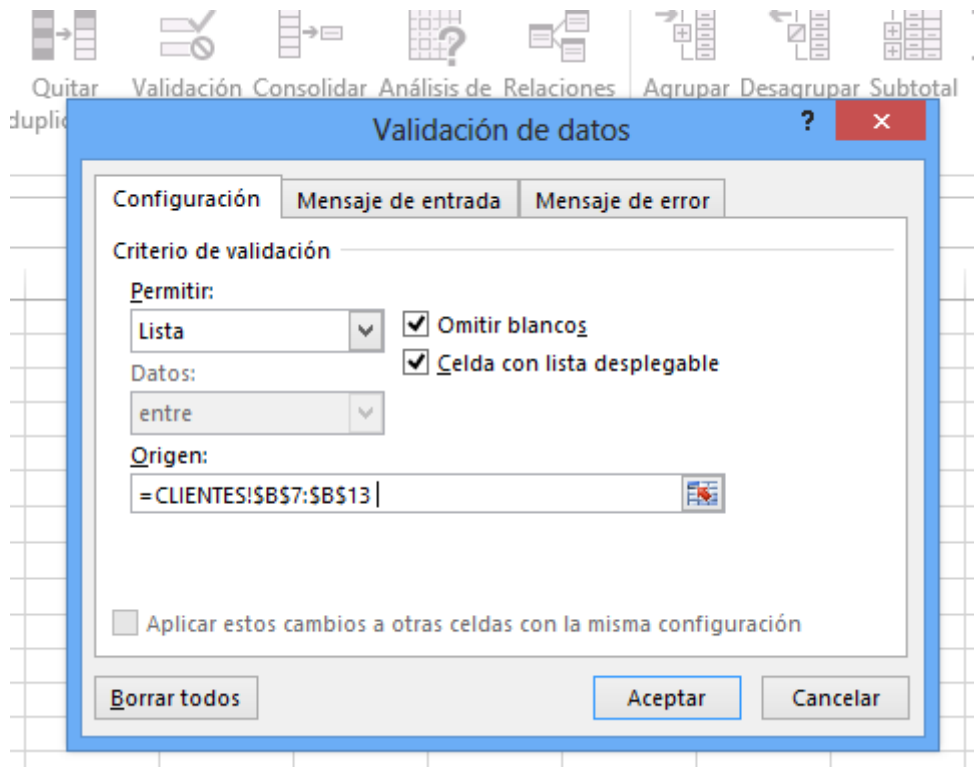 Quitar Validación Consolidar Análisis de Relaciones Agrupar Desagrupar Subtotal
Validación de datos ? ×
Configuración Mensaje de entrada Mensaje de error
Criterio de validación
Permitir:
Lista
Omitir blancos
Celda con lista desplegable
Datos:
entre
Origen:
=CLIENTES!$B$7:$B$13
Aplicar estos cambios a otras celdas con la misma configuración
Borrar todos Aceptar Cancelar